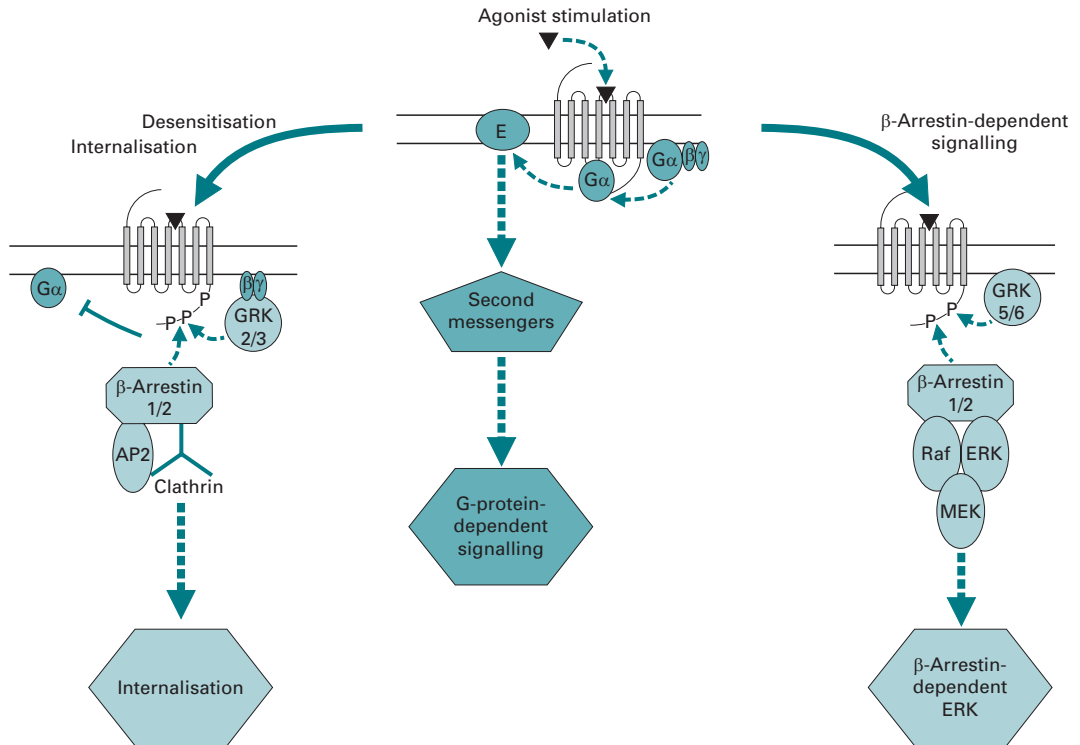 Agonist stimulation
Desensitisation
Internalisation
β-Arrestin-dependent
signalling
E
Gα
Gα
β γ
Gα
β γ
GRK
2/3
P
P
P
β-Arrestin
1/2
AP2
Clathrin
Internalisation
Second
messengers
G-protein-
dependent
signalling
GRK
5/6
P
P
β-Arrestin
1/2
Raf
ERK
MEK
β-Arrestin-
dependent
ERK